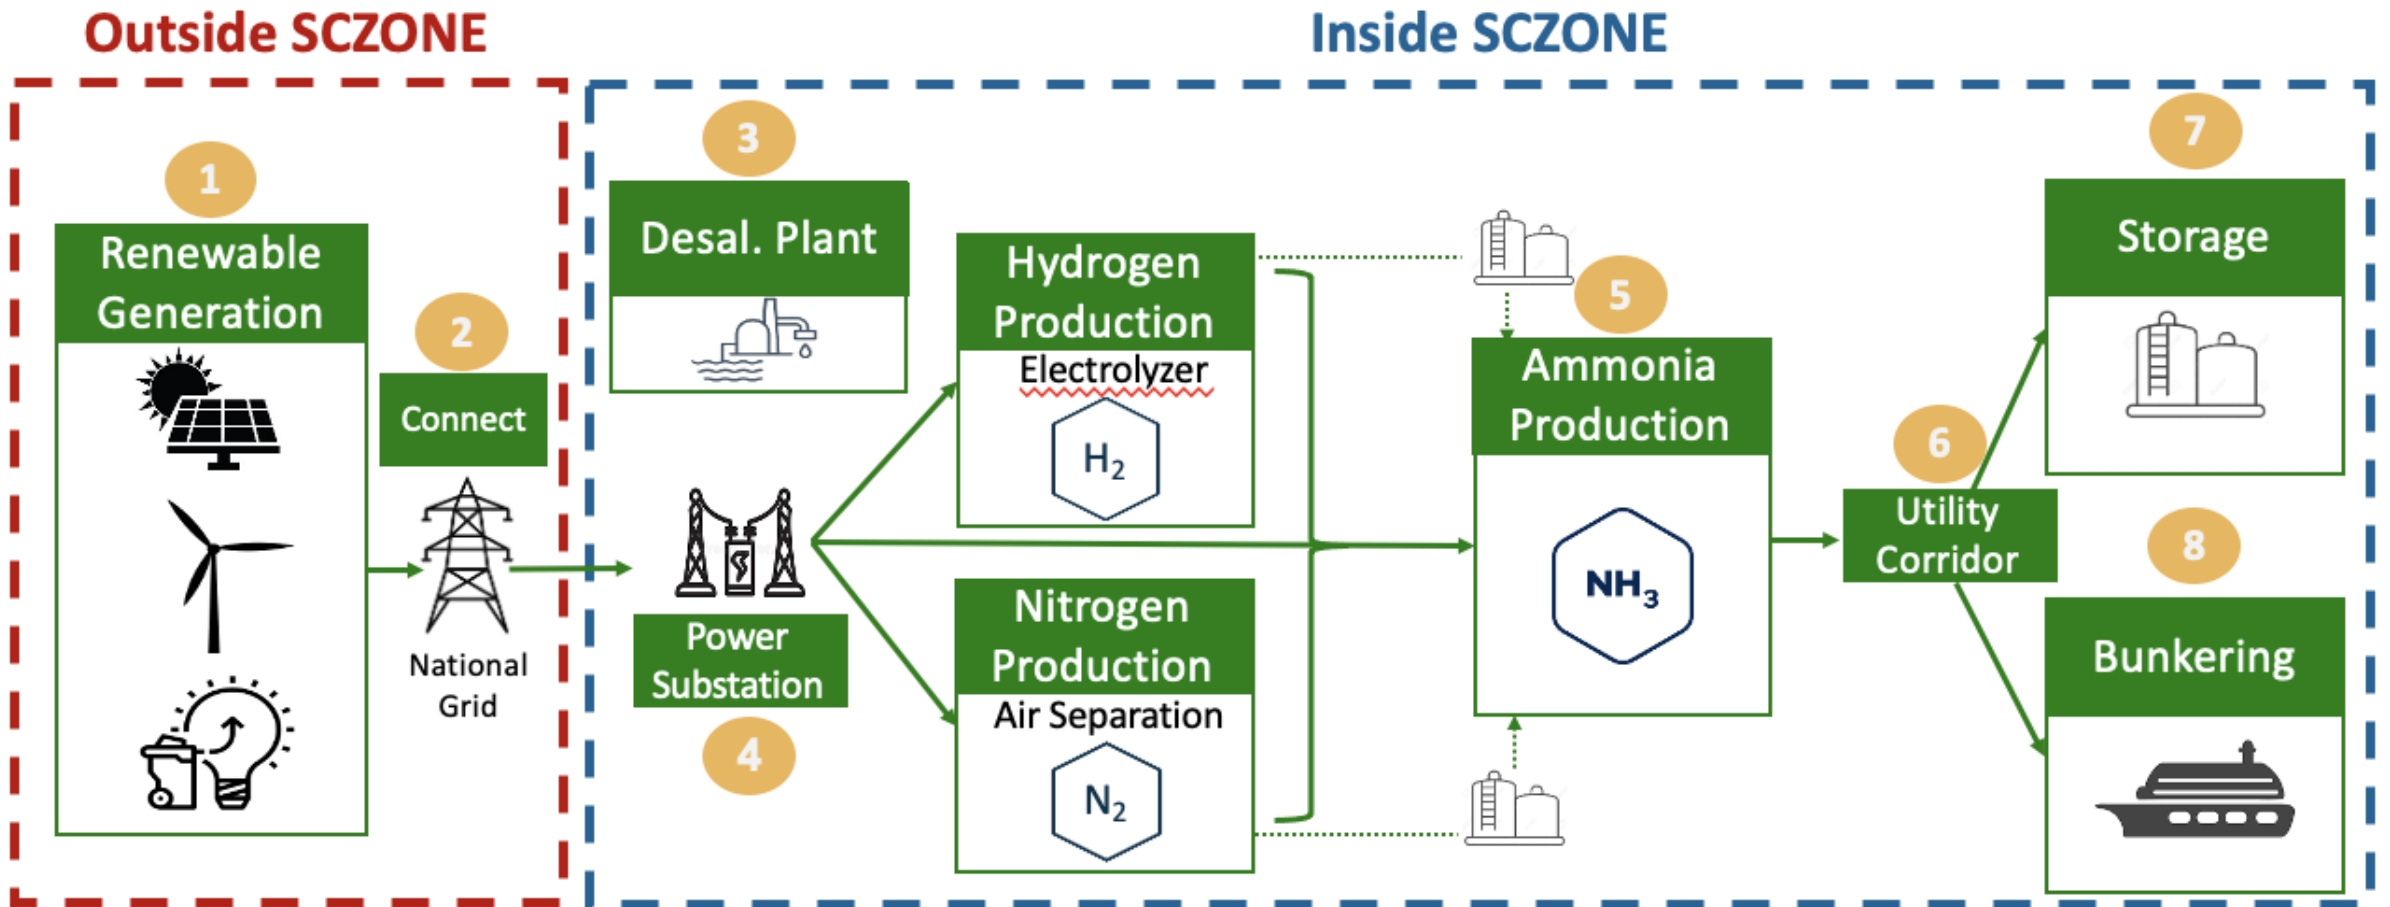 Outside SCZONE
Inside SCZONE
1
Renewable
Generation
2
Connect
National
Grid
3
Desal. Plant
Power
Substation
4
Hydrogen
Production
Electrolyzer
H₂
Nitrogen
Production
Air Separation
N₂
5
Ammonia
Production
NH₃
6
Utility
Corridor
7
Storage
8
Bunkering